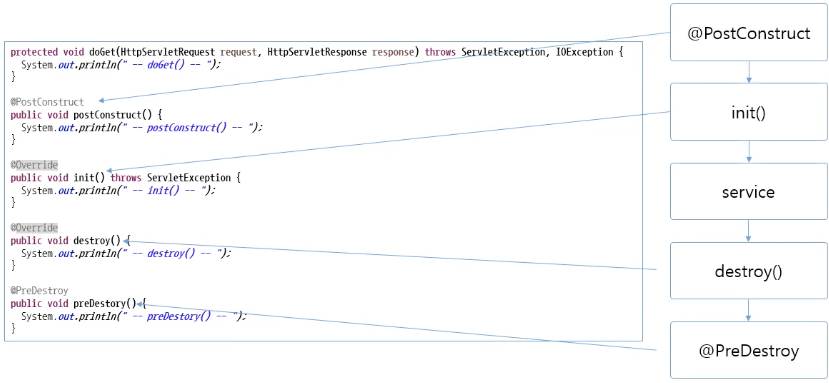 protected void doGet(HttpServletRequest request, HttpServletResponse response) throws ServletException, IOException {
System.out.println(" -- doGet() -- ");
}
@PostConstruct
public void postConstruct() {
System.out.println(" -- postConstruct() -- ");
}
@Override
public void init() throws ServletException {
System.out.println(" -- init() -- ");
}
@Override
public void destroy() {
System.out.println(" -- destroy() -- ");
}
@PreDestroy
public void preDestory() {
System.out.println(" -- preDestory() -- ");
}
@PostConstruct
init()
service
destroy()
@PreDestroy